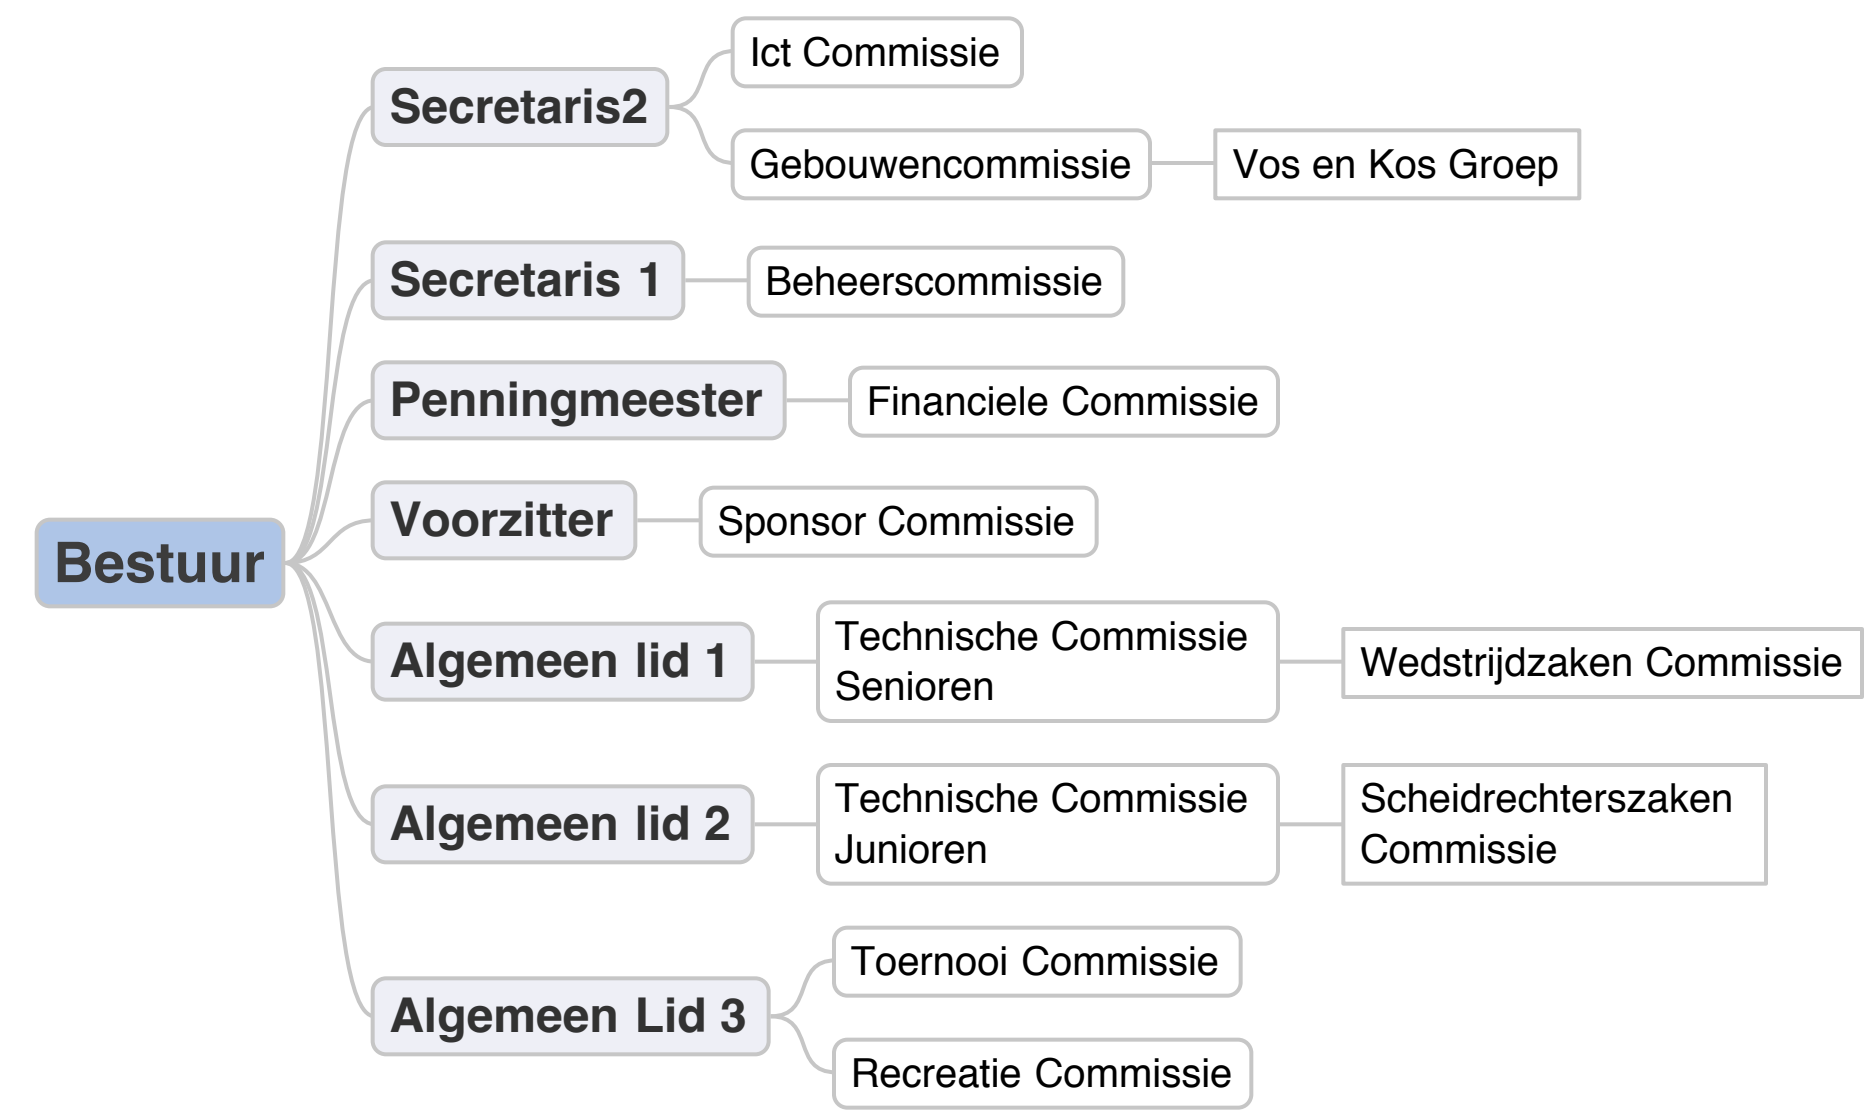 Bestuur
Secretaris2
Ict Commissie
Gebouwencommissie
Vos en Kos Groep
Secretaris 1
Beheerscommissie
Penningmeester
Financiele Commissie
Voorzitter
Sponsor Commissie
Algemeen lid 1
Technische Commissie
Senioren
Wedstrijdzaken Commissie
Algemeen lid 2
Technische Commissie
Junioren
Scheidrechterszaken
Commissie
Algemeen Lid 3
Toernooi Commissie
Recreatie Commissie